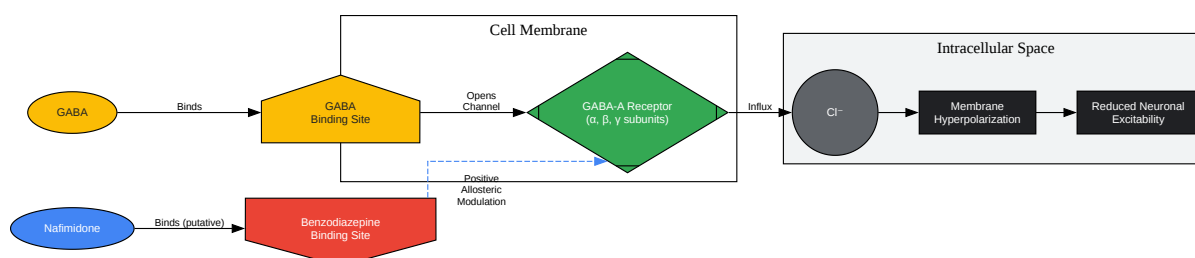 Cell Membrane
Intracellular Space
GABA
Binds
GABA
Binding Site
Opens
Channel
GABA-A Receptor
(α, β, γ subunits)
Influx
Cl⁻
Membrane
Hyperpolarization
Reduced Neuronal
Excitability
Positive
Allosteric
Modulation
Nafimidone
Binds (putative)
Benzodiazepine
Binding Site